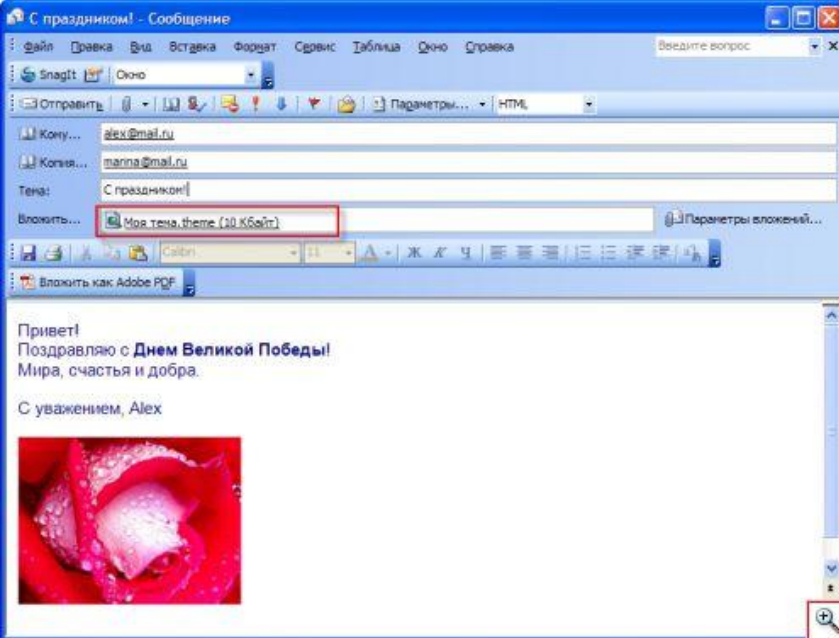 С праздником! - Сообщение
Файл Правка Вид Вставка Формат Сервис Таблица Окно Справка Введите вопрос
SnagIt Окно
Отправить Параметры... HTML
Кому... alex@mail.ru
Копия... marina@mail.ru
Тема: С праздником!
Вложить... Моя тема.theme (10 Кбайт) Параметры вложений...
Calibri 11 A Ж К Ч
Вложить как Adobe PDF
Привет!
Поздравляю с Днем Великой Победы!
Мира, счастья и добра.
С уважением, Alex